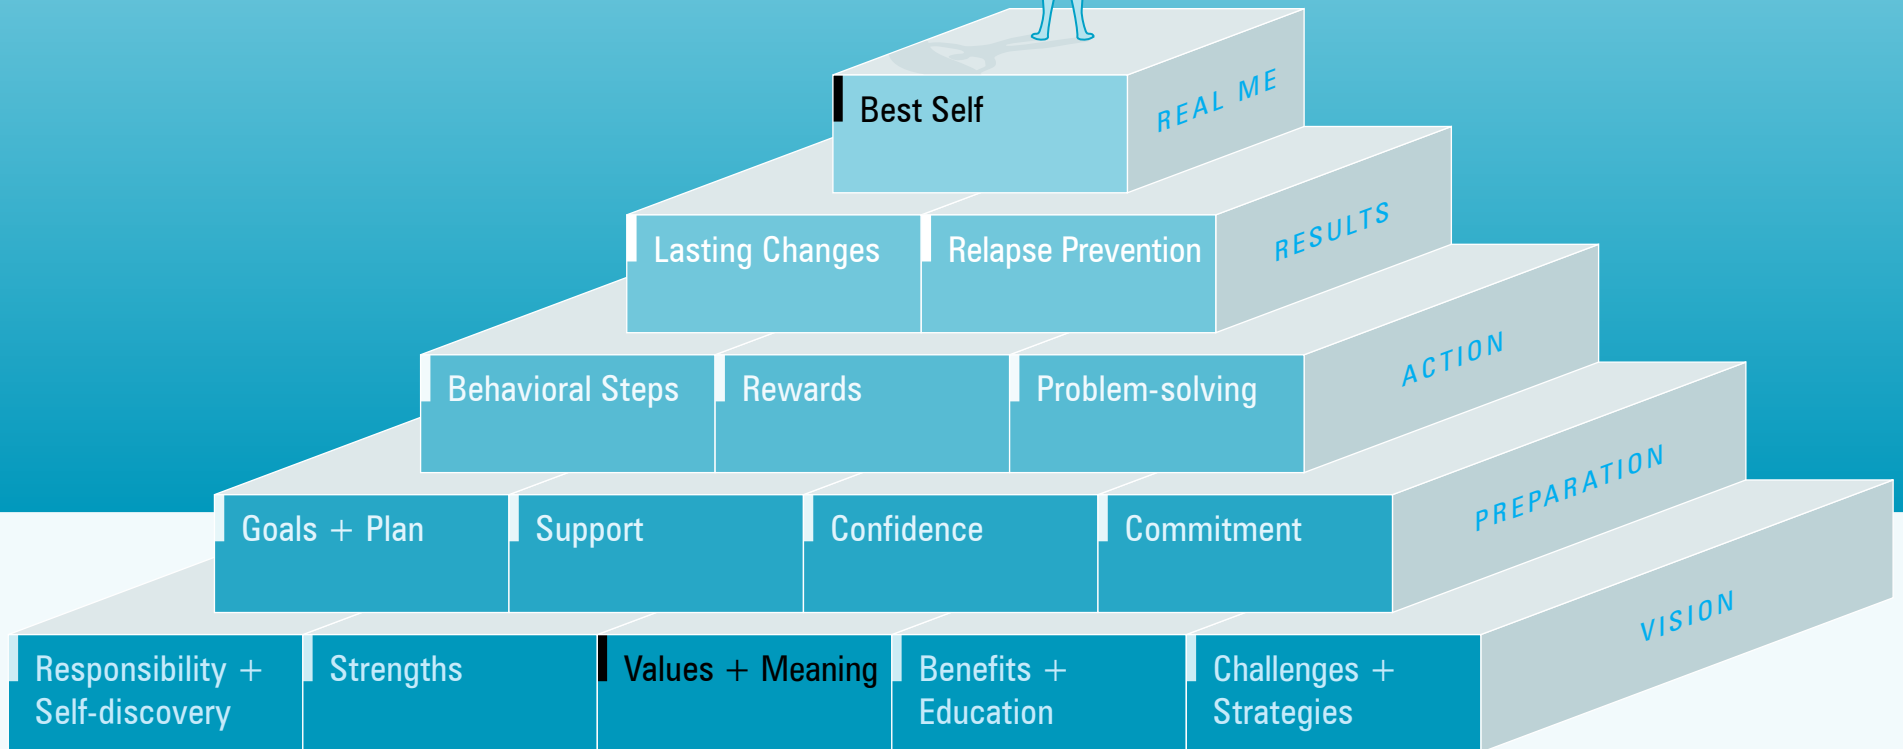 Best Self
REAL ME
Lasting Changes
Relapse Prevention
RESULTS
Behavioral Steps
Rewards
Problem-solving
ACTION
Goals + Plan
Support
Confidence
Commitment
PREPARATION
Responsibility +
Self-discovery
Strengths
Values + Meaning
Benefits +
Education
Challenges +
Strategies
VISION